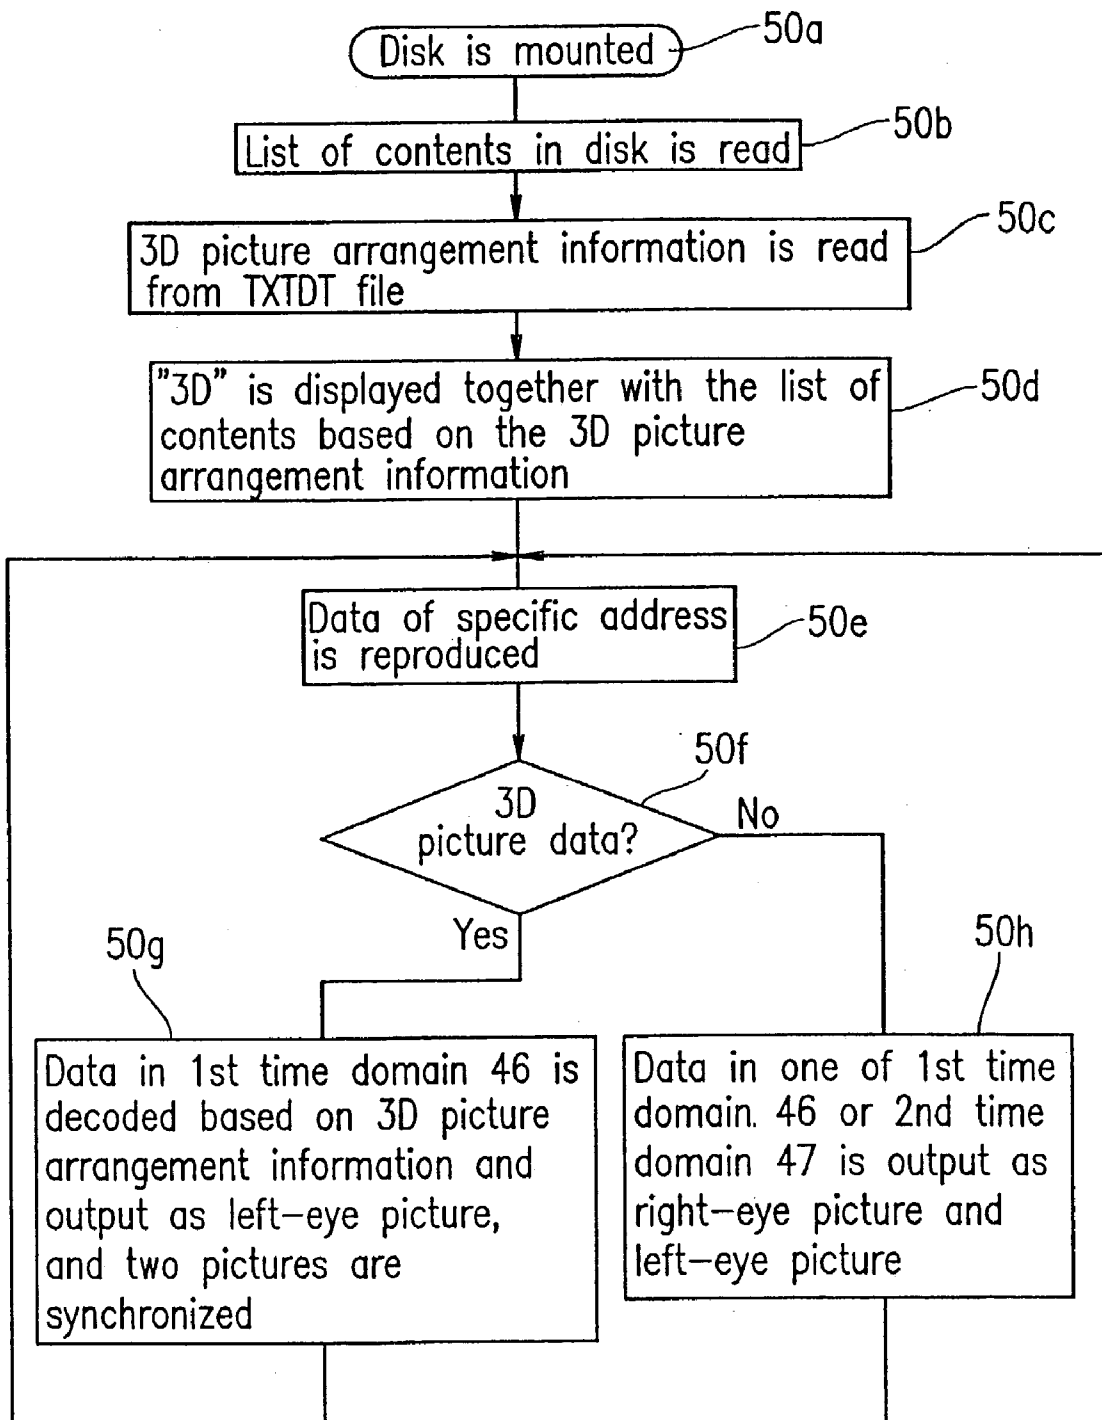 Disk is mounted
50a
List of contents in disk is read
50b
3D picture arrangement information is read
from TXTDT file
50c
"3D" is displayed together with the list of
contents based on the 3D picture
arrangement information
50d
Data of specific address
is reproduced
50e
3D
picture data?
50f
No
Yes
50g
Data in 1st time domain 46 is
decoded based on 3D picture
arrangement information and
output as left-eye picture,
and two pictures are
synchronized
50h
Data in one of 1st time
domain. 46 or 2nd time
domain 47 is output as
right-eye picture and
left-eye picture